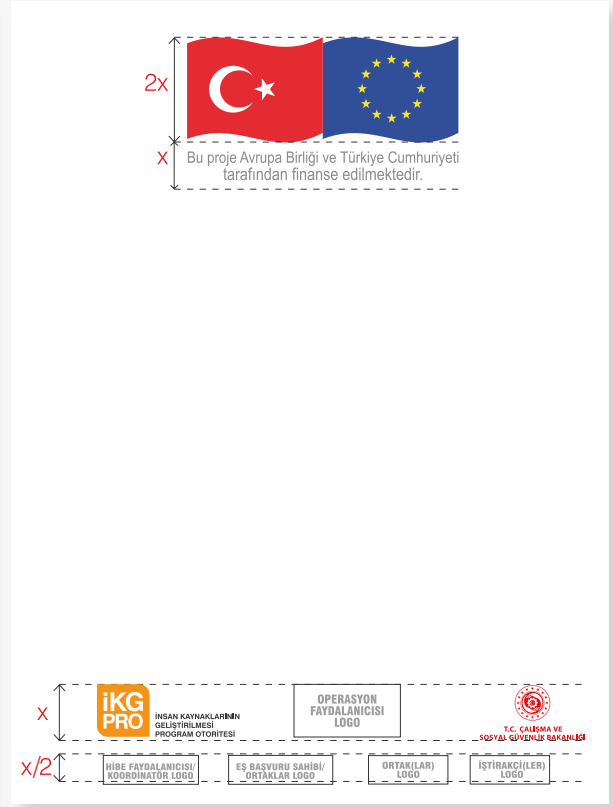 2x
x
Bu proje Avrupa Birliği ve Türkiye Cumhuriyeti
tarafından finanse edilmektedir.
x
iKG
PRO
İNSAN KAYNAKLARININ
GELİŞTİRİLMESİ
PROGRAM OTORİTESİ
OPERASYON
FAYDALANICISI
LOGO
T.C. ÇALIŞMA VE
SOSYAL GÜVENLİK BAKANLIĞI
x/2
HİBE FAYDALANICISI/
KOORDİNATÖR LOGO
EŞ BAŞVURU SAHİBİ/
ORTAKLAR LOGO
ORTAK(LAR)
LOGO
İŞTİRAKÇİ(LER)
LOGO